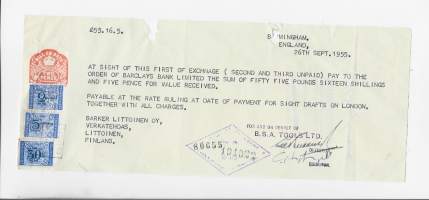 £55.16.5.
BIRMINGHAM,
ENGLAND,
26TH SEPT. 1955.
AT SIGHT OF THIS FIRST OF EXCHNAGE ( SECOND AND THIRD UNPAID) PAY TO THE
ORDER OF BARCLAYS BANK LIMITED THE SUM OF FIFTY FIVE POUNDS SIXTEEN SHILLINGS
AND FIVE PENCE FOR VALUE RECEIVED.
PAYABLE AT THE RATE RULING AT DATE OF PAYMENT FOR SIGHT DRAFTS ON LONDON,
TOGETHER WITH ALL CHARGES.
BARKER LITTOINEN OY,
VERKATEHDAS,
LITTOINEN,
FINLAND.
FOR AND ON BEHALF OF
B.S.A. TOOLS LTD.
80655